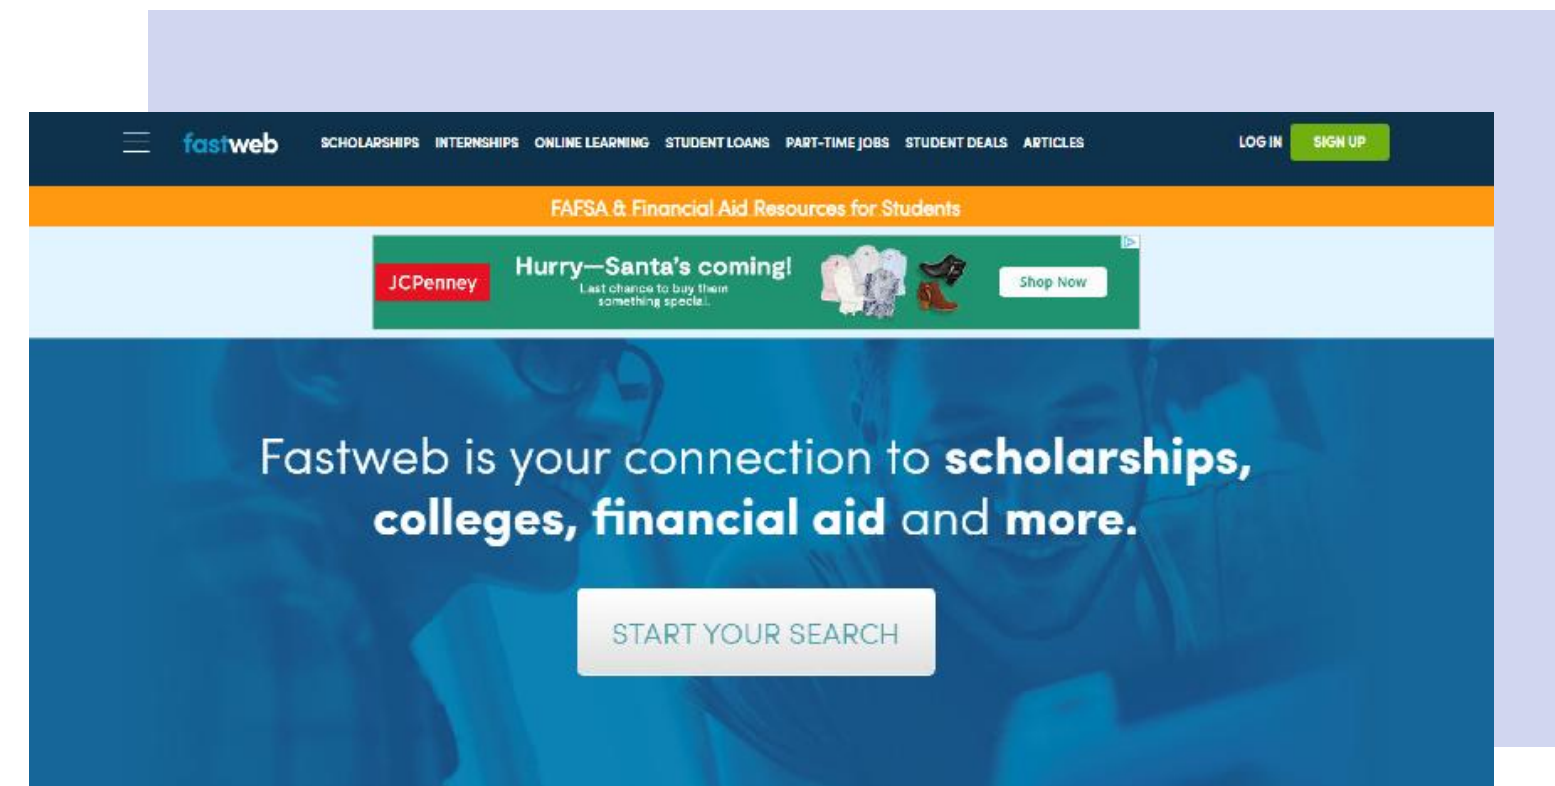 fastweb SCHOLARSHIPS INTERNSHIPS ONLINE LEARNING STUDENT LOANS PART-TIME JOBS STUDENT DEALS ARTICLES LOG IN SIGN UP
FAFSA & Financial Aid Resources for Students
JCPenney
Hurry—Santa's coming!
Last chance to buy them
something special.
Shop Now
Fastweb is your connection to scholarships,
colleges, financial aid and more.
START YOUR SEARCH